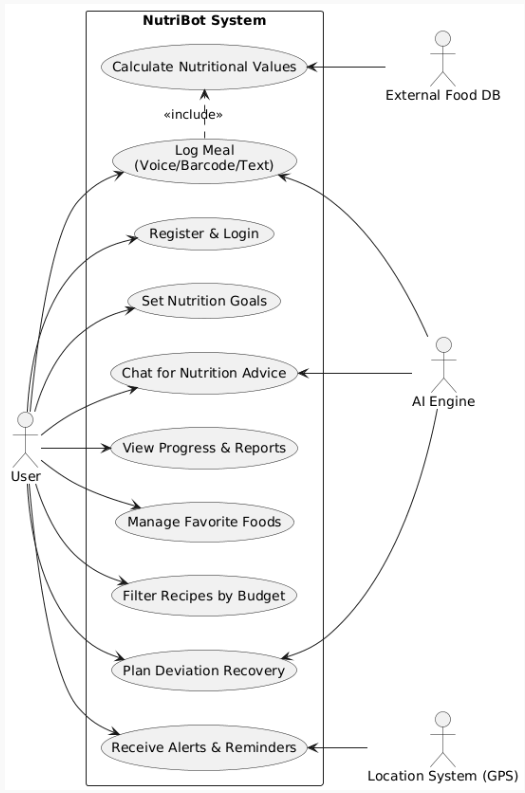 NutriBot System
Calculate Nutritional Values
External Food DB
«include»
Log Meal
(Voice/Barcode/Text)
Register & Login
Set Nutrition Goals
Chat for Nutrition Advice
AI Engine
View Progress & Reports
User
Manage Favorite Foods
Filter Recipes by Budget
Plan Deviation Recovery
Receive Alerts & Reminders
Location System (GPS)